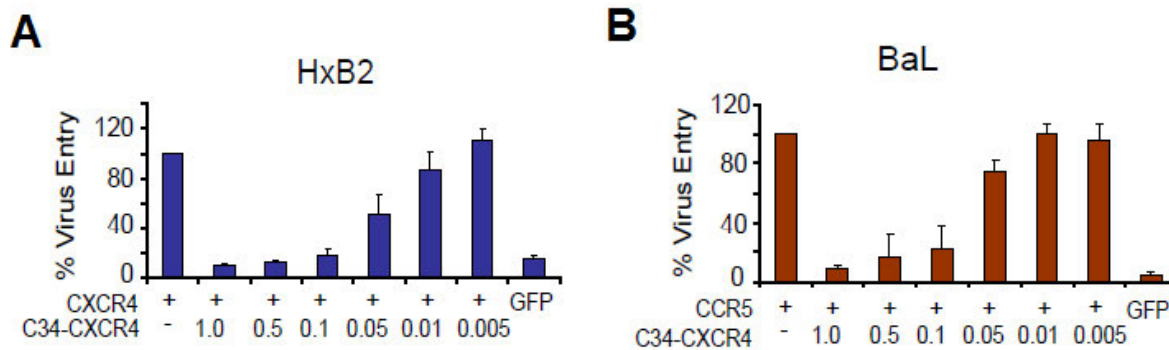 A
HxB2
% Virus Entry
120
80
40
0
CXCR4 + + + + + + + GFP
C34-CXCR4 - 1.0 0.5 0.1 0.05 0.01 0.005
B
BaL
% Virus Entry
120
80
40
0
CCR5 + + + + + + + GFP
C34-CXCR4 - 1.0 0.5 0.1 0.05 0.01 0.005